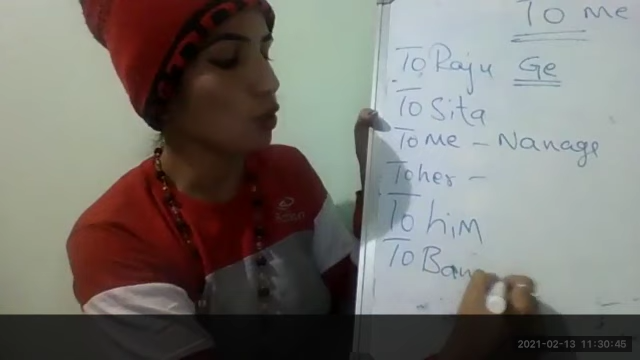 To me
To Raju Ge
To Sita
To me - Nanage
To her -
To him
To Ban
2021-02-13 11:30:45